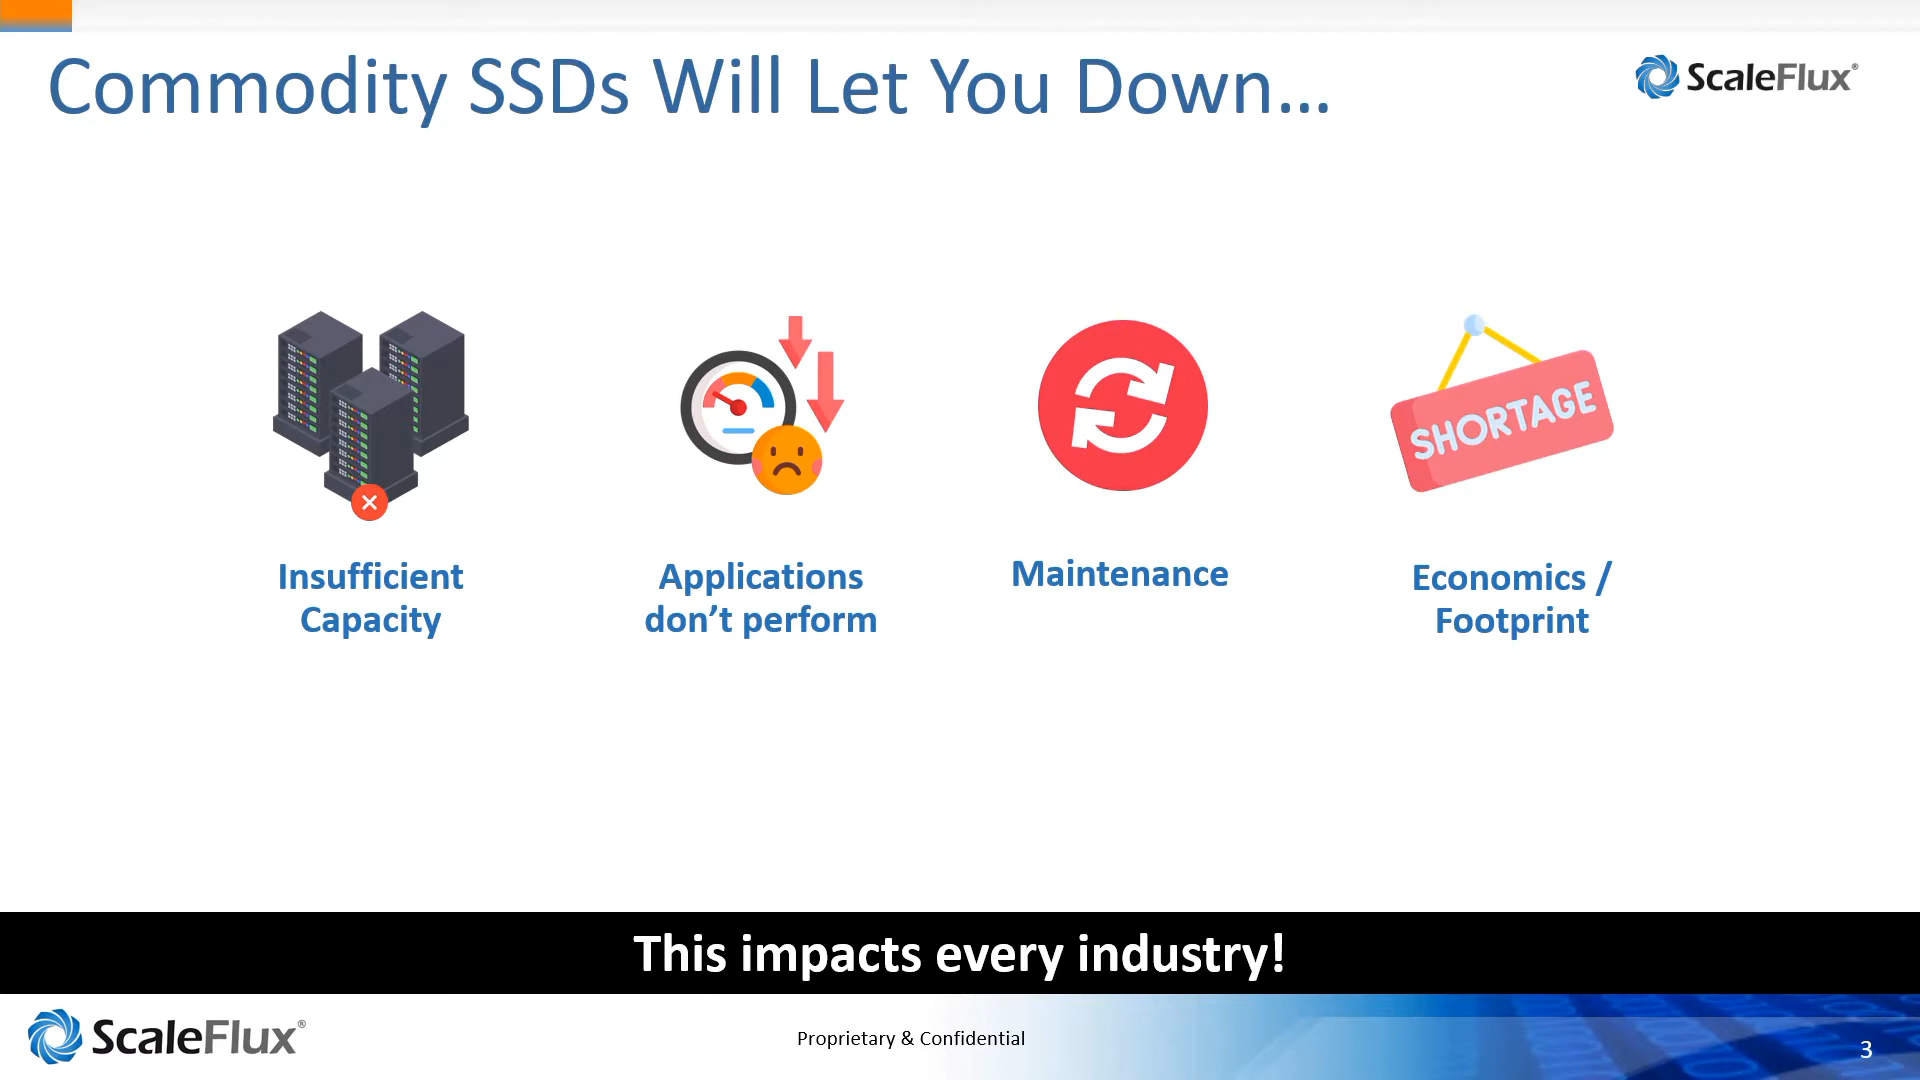 Commodity SSDs Will Let You Down...
ScaleFlux®
SHORTAGE
Insufficient
Capacity
Applications
don’t perform
Maintenance
Economics /
Footprint
This impacts every industry!
ScaleFlux®
Proprietary & Confidential
3